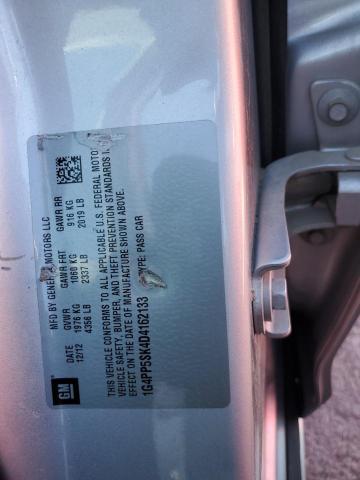 MFD BY GENERAL MOTORS LLC
DATE GVWR GAWR FRT GAWR RR
12/12 1976 KG 1060 KG 916 KG
4356 LB 2337 LB 2019 LB
THIS VEHICLE CONFORMS TO ALL APPLICABLE U.S. FEDERAL MOTOR
VEHICLE SAFETY, BUMPER, AND THEFT PREVENTION STANDARDS IN
EFFECT ON THE DATE OF MANUFACTURE SHOWN ABOVE.
1G4PP5SK4D4162133 TYPE: PASS CAR
GM